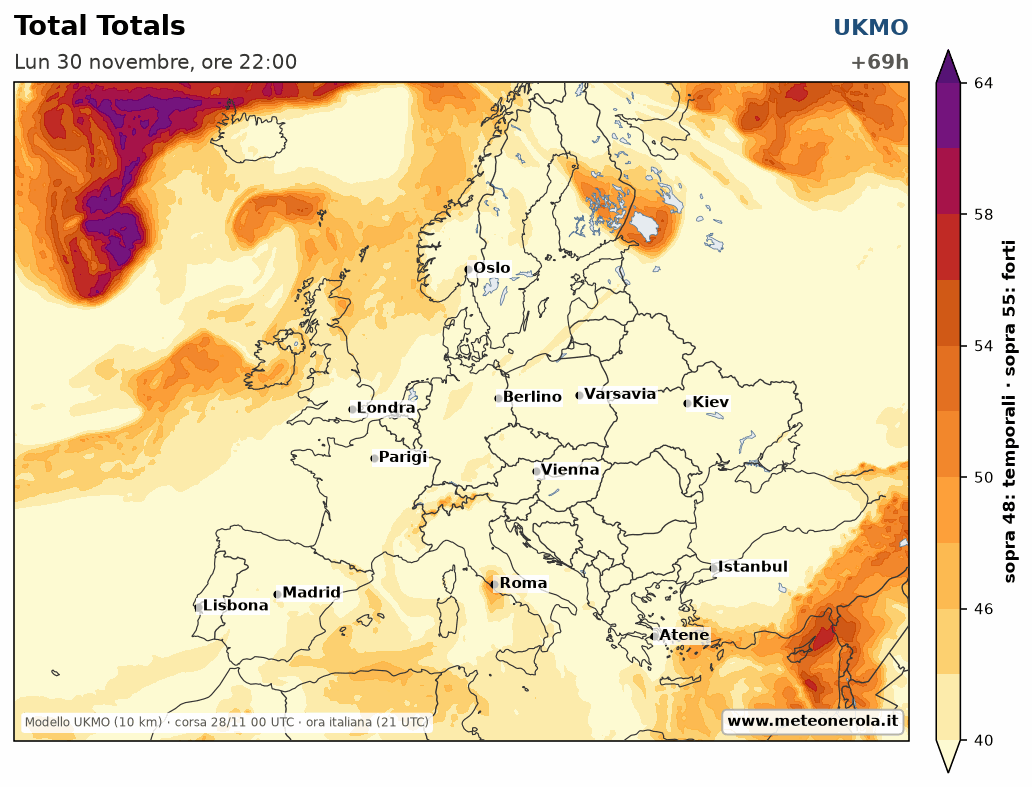 Total Totals
UKMO
Lun 30 novembre, ore 22:00
+69h
64
58
54
50
46
40
sopra 48: temporali · sopra 55: forti
Oslo
Londra
Berlino
Varsavia
Kiev
Parigi
Vienna
Istanbul
Roma
Madrid
Lisbona
Atene
Modello UKMO (10 km) · corsa 28/11 00 UTC · ora italiana (21 UTC)
www.meteonerola.it